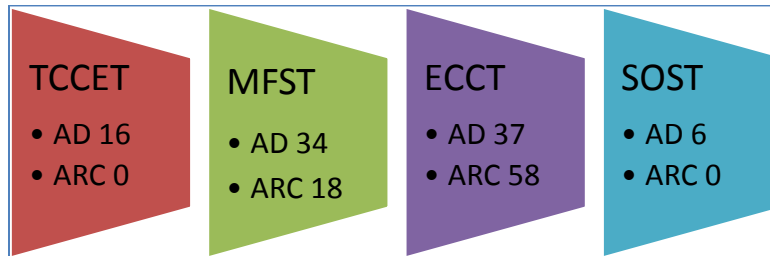 TCCET
• AD 16
• ARC 0
MFST
• AD 34
• ARC 18
ECCT
• AD 37
• ARC 58
SOST
• AD 6
• ARC 0